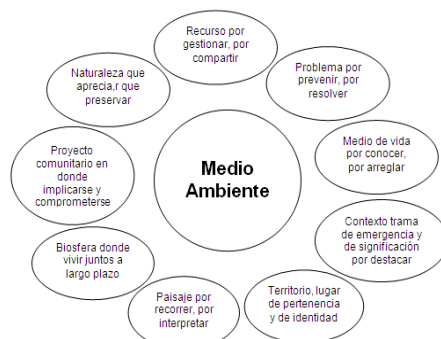 Recurso por
gestionar, por
compartir
Problema por
prevenir, por
resolver
Medio de vida
por conocer,
por arreglar
Contexto trama
de emergencia y
de significación
por destacar
Territorio, lugar
de pertenencia
y de identidad
Paisaje por
recorrer, por
interpretar
Biosfera donde
vivir juntos a
largo plazo
Proyecto
comunitario en
donde
implicarse y
comprometerse
Naturaleza que
aprecia,r que
preservar
Medio
Ambiente